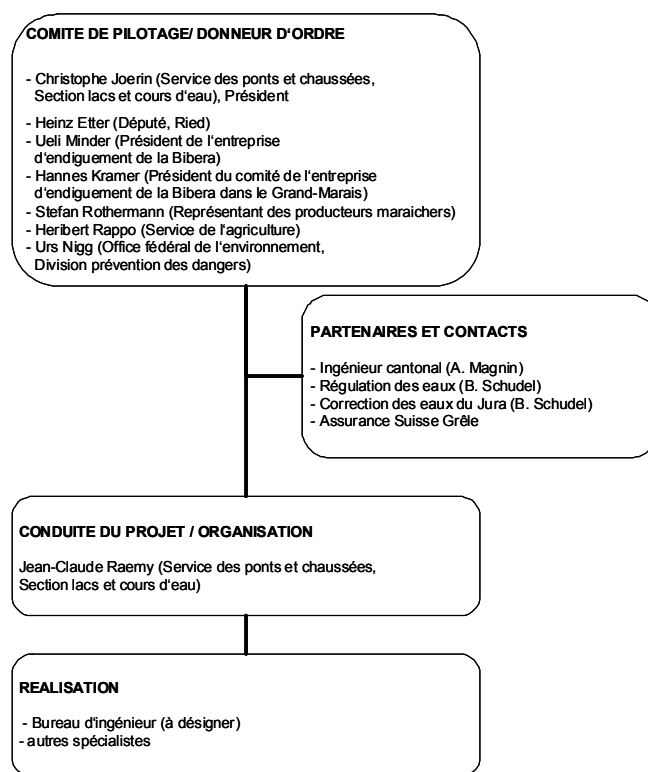 COMITE DE PILOTAGE/ DONNEUR D'ORDRE
- Christophe Joerin (Service des ponts et chaussées,
Section lacs et cours d'eau), Président
- Heinz Etter (Député, Ried)
- Ueli Minder (Président de l'entreprise
d'endiguement de la Bibera)
- Hannes Kramer (Président du comité de l'entreprise
d'endiguement de la Bibera dans le Grand-Marais)
- Stefan Rothermann (Représentant des producteurs maraichers)
- Heribert Rappo (Service de l'agriculture)
- Urs Nigg (Office fédéral de l'environnement,
Division prévention des dangers)
PARTENAIRES ET CONTACTS
- Ingénieur cantonal (A. Magnin)
- Régulation des eaux (B. Schudel)
- Correction des eaux du Jura (B. Schudel)
- Assurance Suisse Grêle
CONDUITE DU PROJET / ORGANISATION
Jean-Claude Raemy (Service des ponts et chaussées,
Section lacs et cours d'eau)
REALISATION
- Bureau d'ingénieur (à désigner)
- autres spécialistes